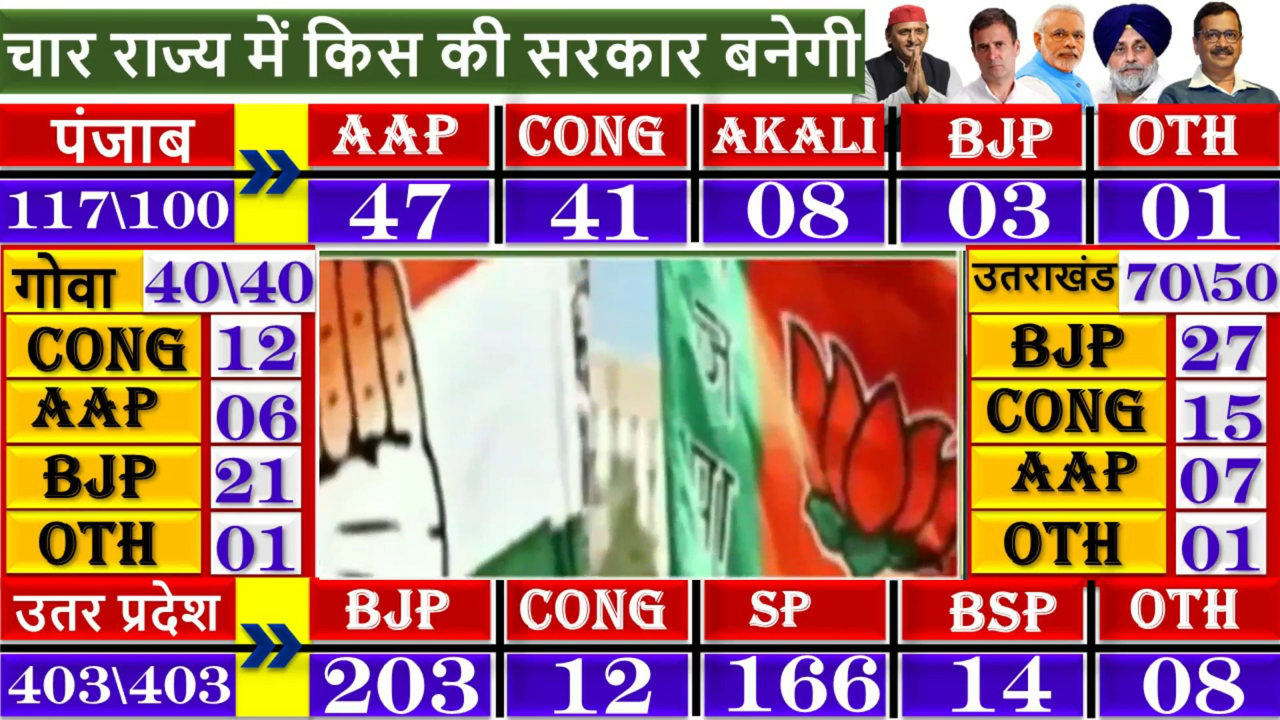 चार राज्य में किस की सरकार बनेगी
पंजाब AAP CONG AKALI BJP OTH
117\100 47 41 08 03 01
गोवा 40\40
CONG 12
AAP 06
BJP 21
OTH 01
उतराखंड 70\50
BJP 27
CONG 15
AAP 07
OTH 01
उतर प्रदेश BJP CONG SP BSP OTH
403\403 203 12 166 14 08